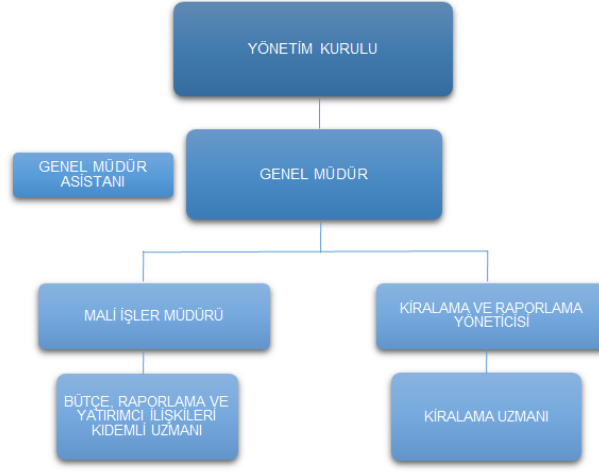 YÖNETİM KURULU
GENEL MÜDÜR
ASİSTANI
GENEL MÜDÜR
MALİ İŞLER MÜDÜRÜ
KİRALAMA VE RAPORLAMA
YÖNETİCİSİ
BÜTÇE, RAPORLAMA VE
YATIRIMCI İLİŞKİLERİ
KIDEMLİ UZMANI
KİRALAMA UZMANI